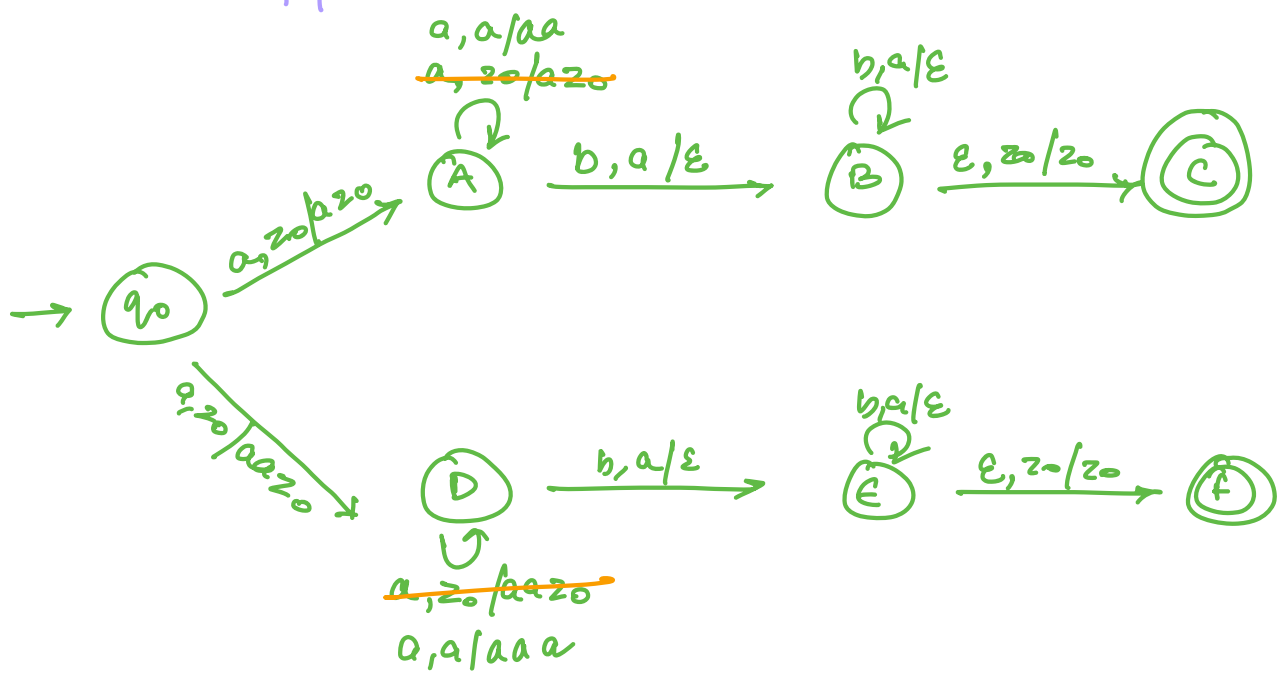 a, a/aa
a, z0/az0
b, a/ε
A
b, a/ε
B
ε, z0/z0
C
a, z0/az0
q0
a, z0/aaz0
D
b, a/ε
b, a/ε
E
ε, z0/z0
f
a, z0/aaz0
a, a/aaa